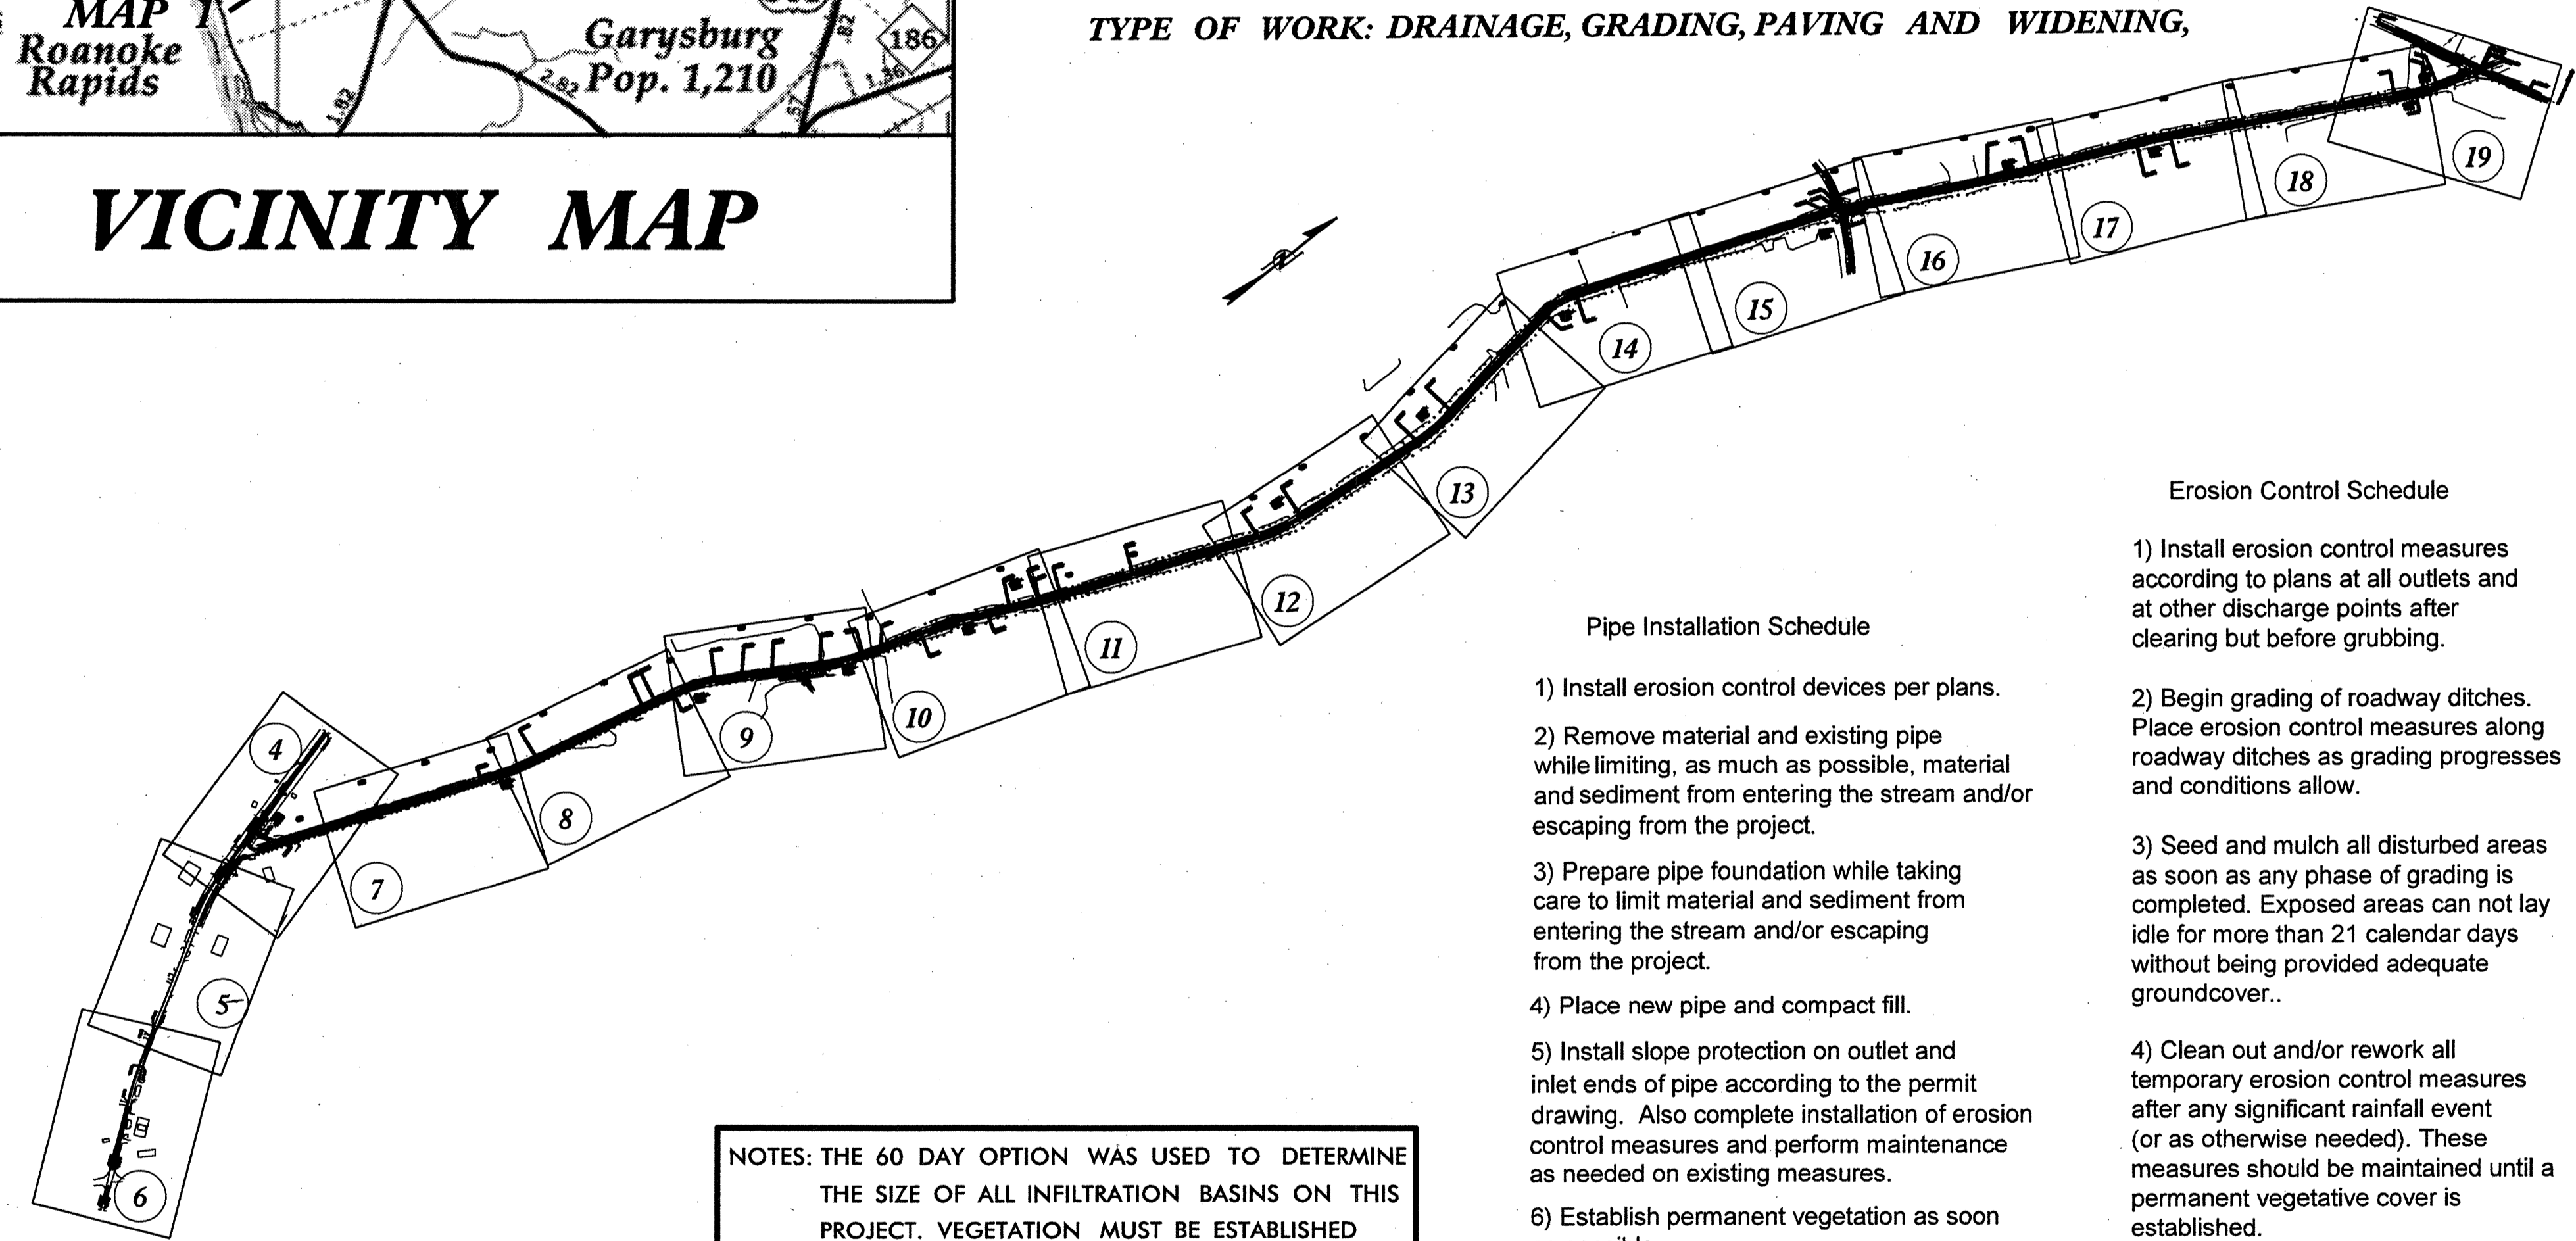 MAP 1
Roanoke
Rapids
Garysburg
Pop. 1,210
186
.82
1.82
2.82
.57
1.36
VICINITY MAP
TYPE OF WORK: DRAINAGE, GRADING, PAVING AND WIDENING,
4
5
6
7
8
9
10
11
12
13
14
15
16
17
18
19
NOTES: THE 60 DAY OPTION WAS USED TO DETERMINE
THE SIZE OF ALL INFILTRATION BASINS ON THIS
PROJECT. VEGETATION MUST BE ESTABLISHED
Pipe Installation Schedule
1) Install erosion control devices per plans.
2) Remove material and existing pipe
while limiting, as much as possible, material
and sediment from entering the stream and/or
escaping from the project.
3) Prepare pipe foundation while taking
care to limit material and sediment from
entering the stream and/or escaping
from the project.
4) Place new pipe and compact fill.
5) Install slope protection on outlet and
inlet ends of pipe according to the permit
drawing. Also complete installation of erosion
control measures and perform maintenance
as needed on existing measures.
6) Establish permanent vegetation as soon
Erosion Control Schedule
1) Install erosion control measures
according to plans at all outlets and
at other discharge points after
clearing but before grubbing.
2) Begin grading of roadway ditches.
Place erosion control measures along
roadway ditches as grading progresses
and conditions allow.
3) Seed and mulch all disturbed areas
as soon as any phase of grading is
completed. Exposed areas can not lay
idle for more than 21 calendar days
without being provided adequate
groundcover..
4) Clean out and/or rework all
temporary erosion control measures
after any significant rainfall event
(or as otherwise needed). These
measures should be maintained until a
permanent vegetative cover is
established.